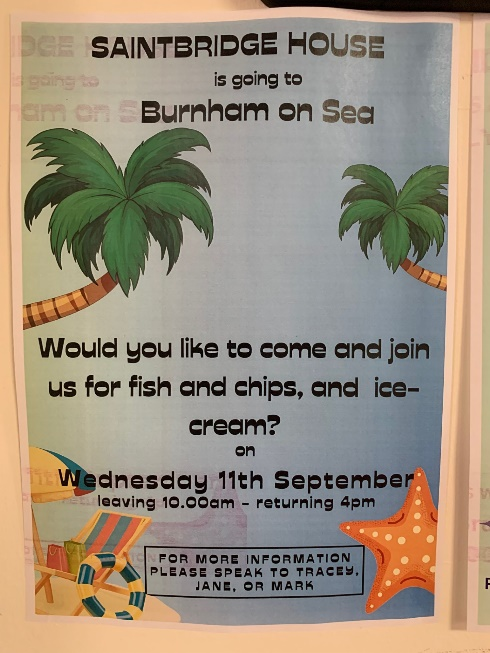 SAINTBRIDGE HOUSE
is going to
Burnham on Sea
Would you like to come and join
us for fish and chips, and ice-
cream?
on
Wednesday 11th September
leaving 10.00am - returning 4pm
FOR MORE INFORMATION
PLEASE SPEAK TO TRACEY,
JANE, OR MARK